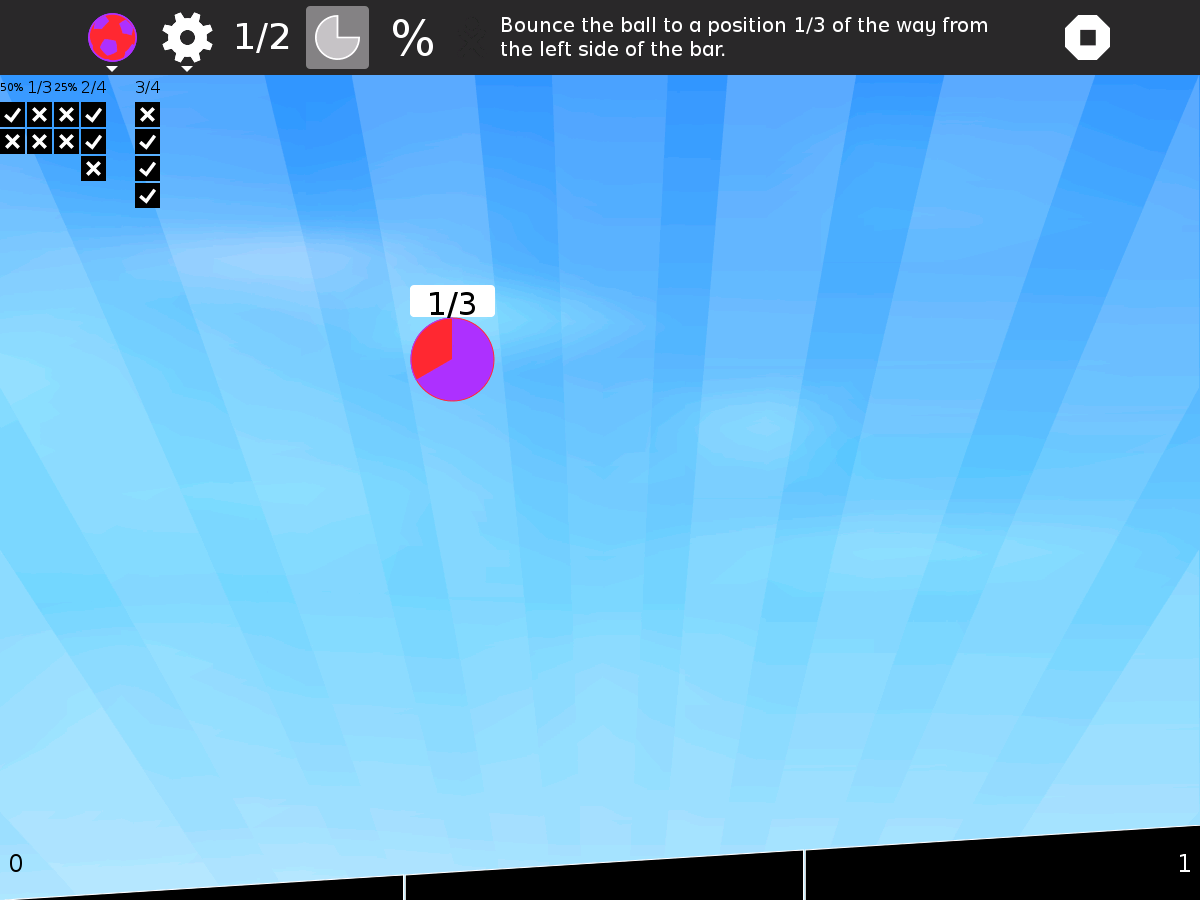 1/2 % Bounce the ball to a position 1/3 of the way from
the left side of the bar.
50% 1/3 25% 2/4 3/4
1/3
0 1